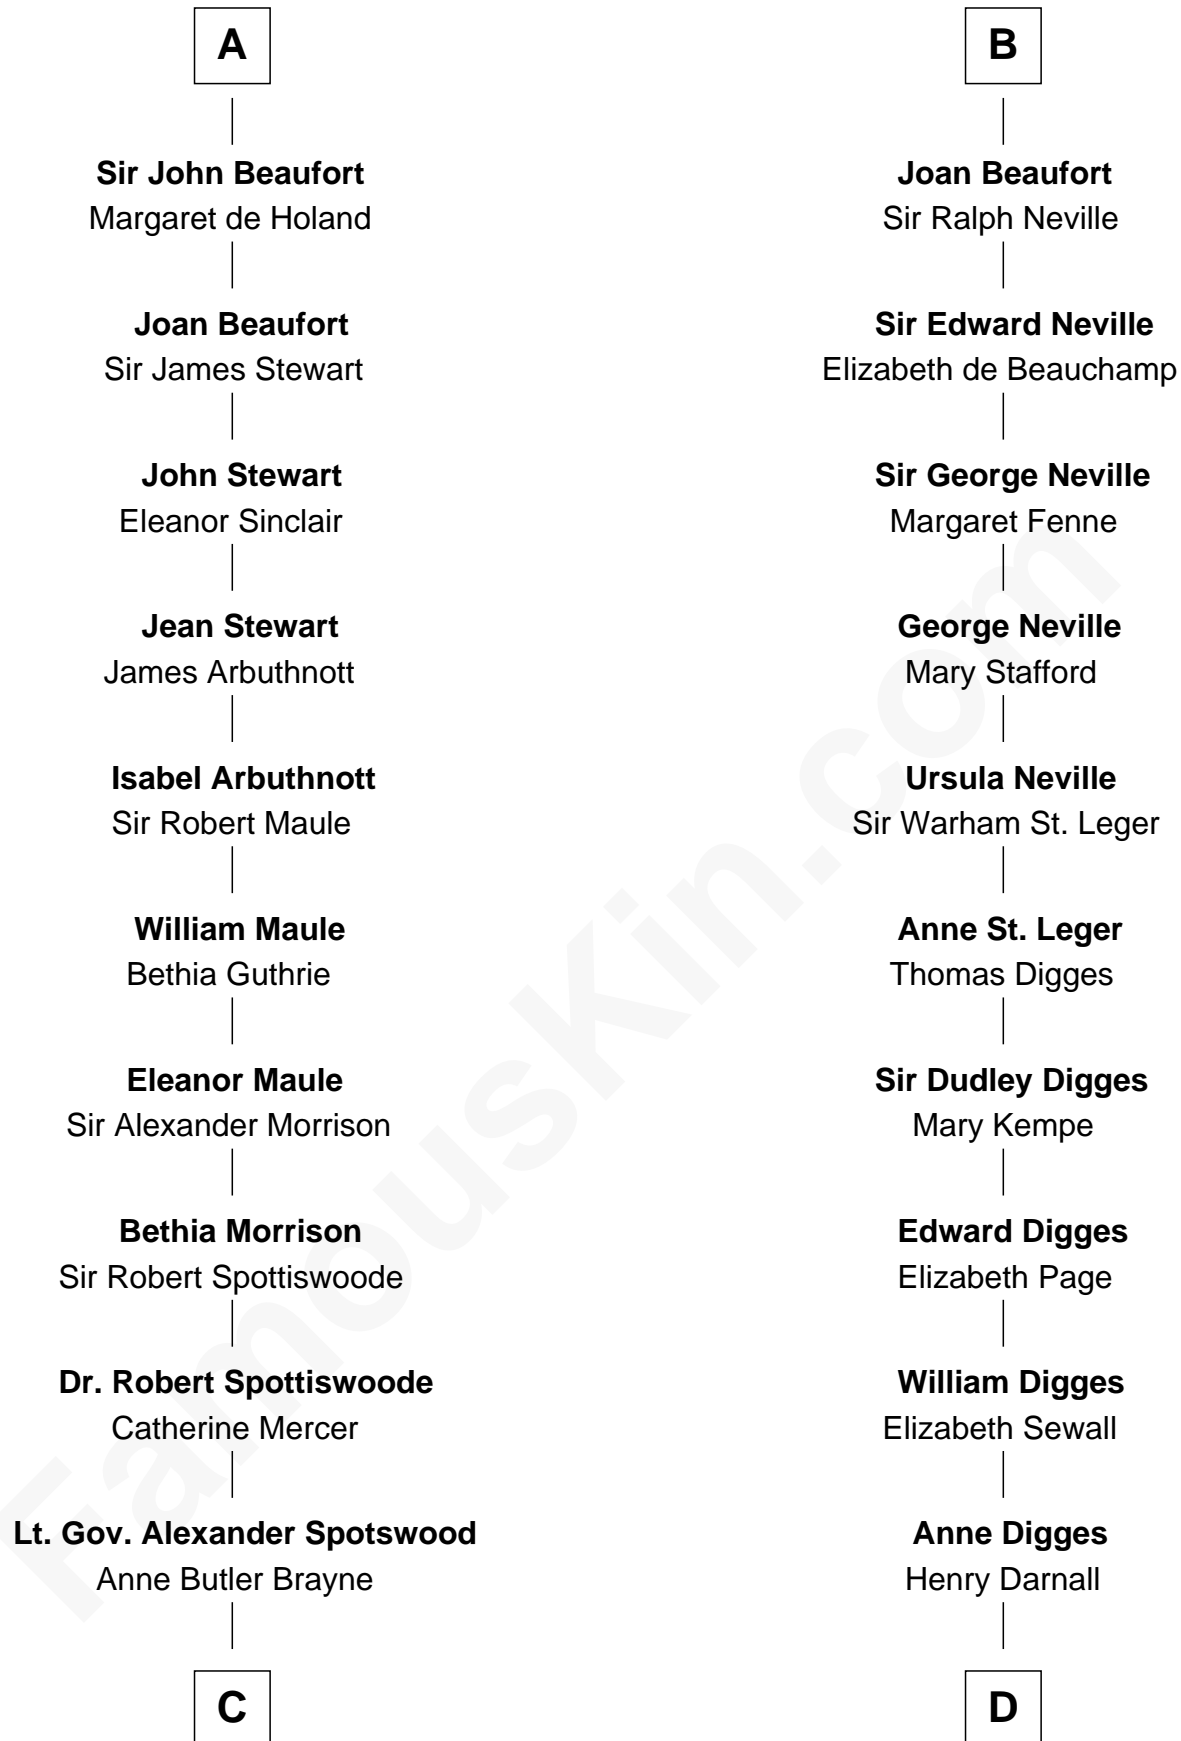 A
Sir John Beaufort
Margaret de Holand
Joan Beaufort
Sir James Stewart
John Stewart
Eleanor Sinclair
Jean Stewart
James Arbuthnott
Isabel Arbuthnott
Sir Robert Maule
William Maule
Bethia Guthrie
Eleanor Maule
Sir Alexander Morrison
Bethia Morrison
Sir Robert Spottiswoode
Dr. Robert Spottiswoode
Catherine Mercer
Lt. Gov. Alexander Spotswood
Anne Butler Brayne
C
B
Joan Beaufort
Sir Ralph Neville
Sir Edward Neville
Elizabeth de Beauchamp
Sir George Neville
Margaret Fenne
George Neville
Mary Stafford
Ursula Neville
Sir Warham St. Leger
Anne St. Leger
Thomas Digges
Sir Dudley Digges
Mary Kempe
Edward Digges
Elizabeth Page
William Digges
Elizabeth Sewall
Anne Digges
Henry Darnall
D
FamousKin.com